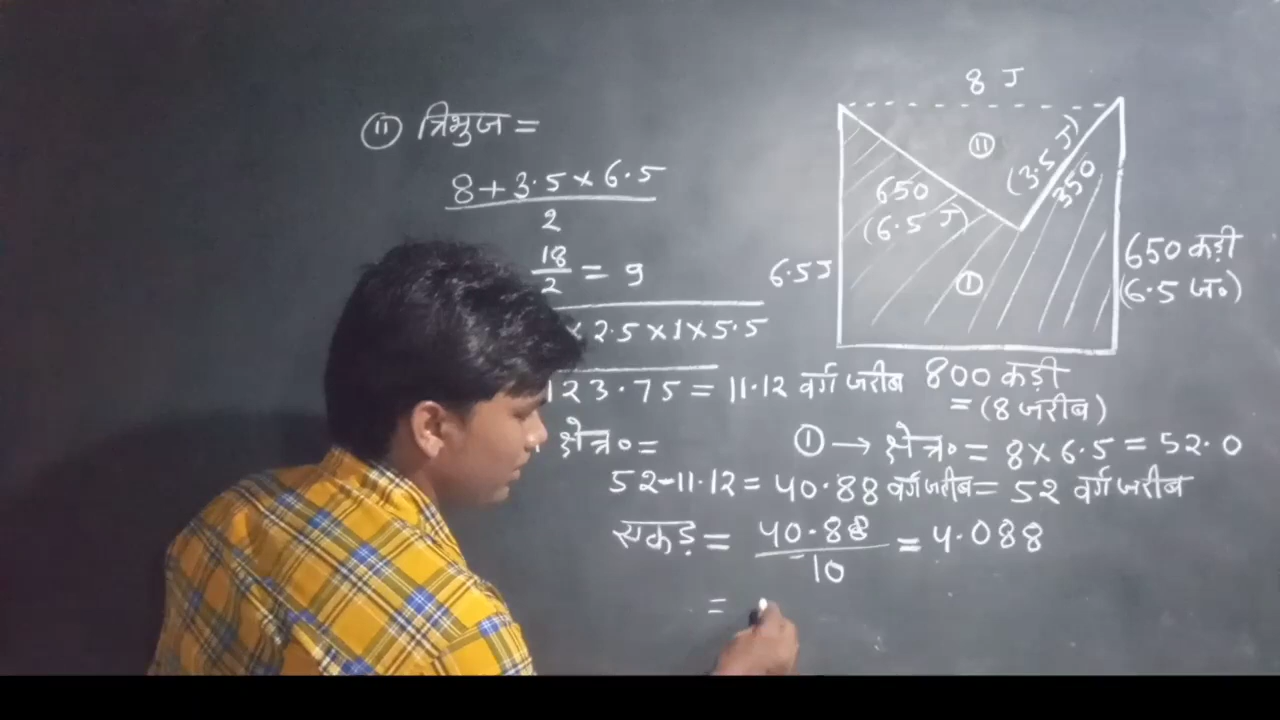 ⑪ त्रिभुज =
8 + 3.5 × 6.5
2
18
2
= 9
× 2.5 × 1 × 5.5
123.75 = 11.12 वर्ग जरीब
क्षेत्र० =
52 - 11.12 = 40.88 वर्ग जरीब
एकड़ = 40.88
10
= 4.088
=
8 J
⑪
(3.5 J)
350
650
(6.5 J)
6.5 J
①
650 कड़ी
(6.5 ज०)
800 कड़ी
= (8 जरीब)
① → क्षेत्र० = 8 × 6.5 = 52.0
= 52 वर्ग जरीब